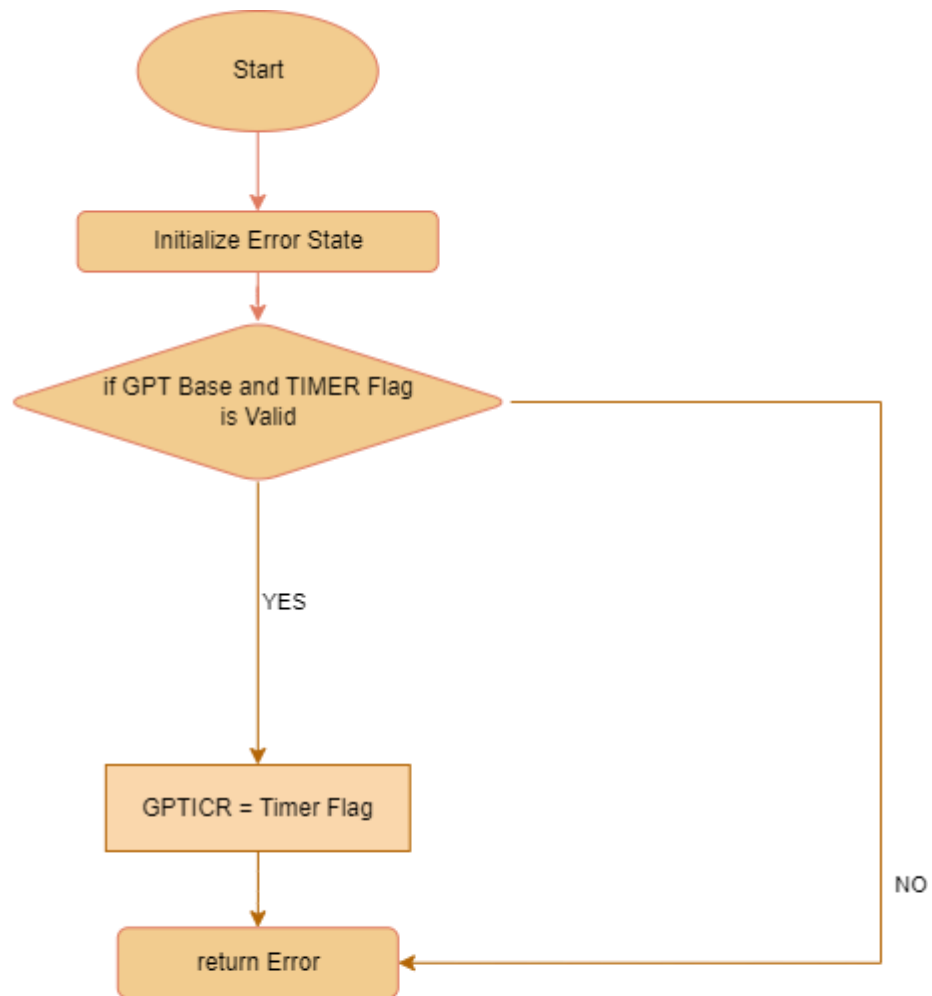 Start
Initialize Error State
if GPT Base and TIMER Flag
is Valid
YES
GPTICR = Timer Flag
NO
return Error